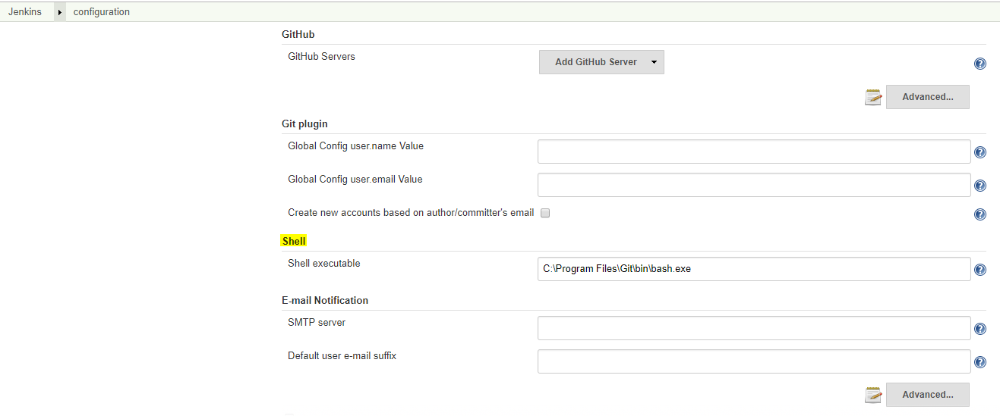 Jenkins configuration
GitHub
GitHub Servers Add GitHub Server
Advanced...
Git plugin
Global Config user.name Value
Global Config user.email Value
Create new accounts based on author/committer's email
Shell
Shell executable C:\Program Files\Git\bin\bash.exe
E-mail Notification
SMTP server
Default user e-mail suffix
Advanced...